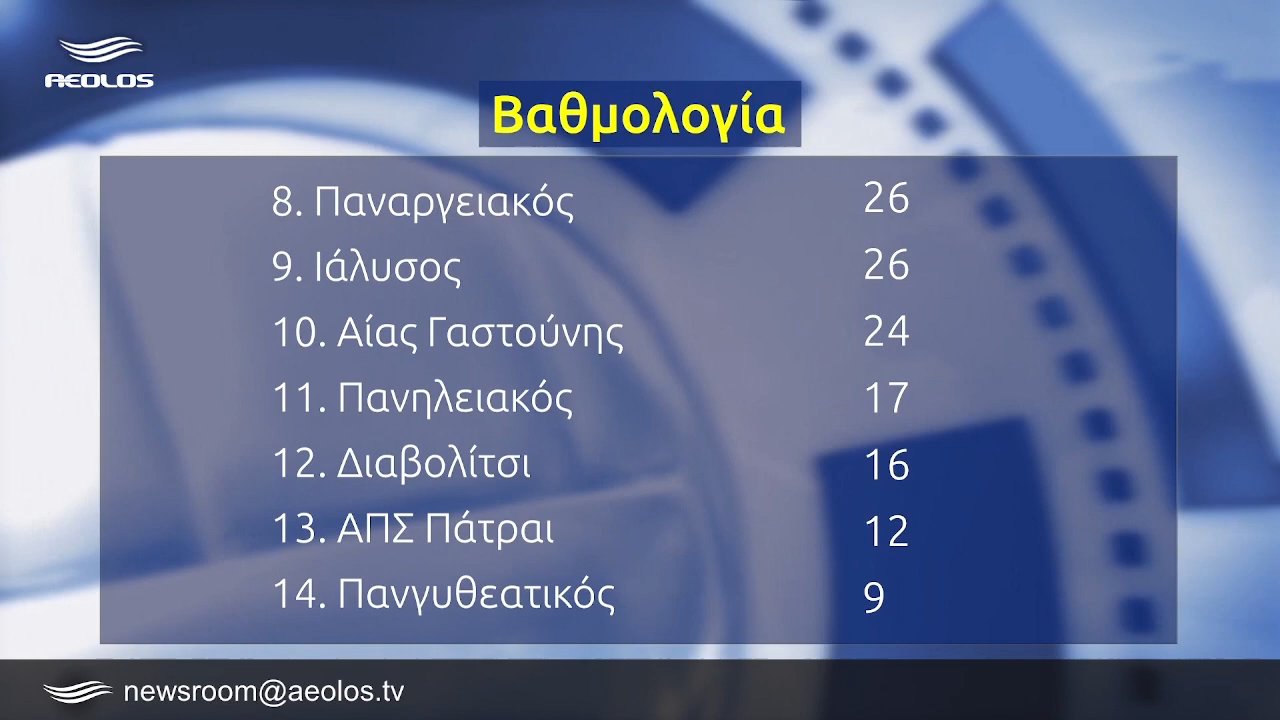 AEOLOS
Βαθμολογία
8. Παναργειακός 26
9. Ιάλυσος 26
10. Αίας Γαστούνης 24
11. Πανηλειακός 17
12. Διαβολίτσι 16
13. ΑΠΣ Πάτραι 12
14. Πανγυθεατικός 9
newsroom@aeolos.tv